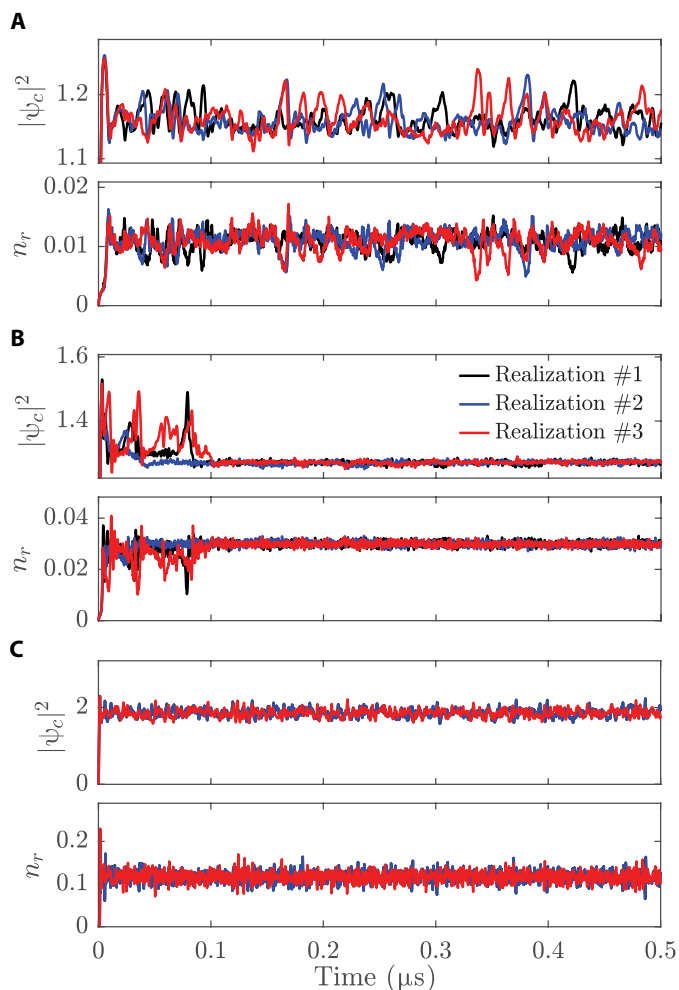 A
|ψc|²
1.2
1.1
nr
0.02
0.01
0
B
|ψc|²
1.6
1.4
Realization #1
Realization #2
Realization #3
nr
0.04
0.02
0
C
|ψc|²
2
0
nr
0.2
0.1
0
0 0.1 0.2 0.3 0.4 0.5
Time (μs)